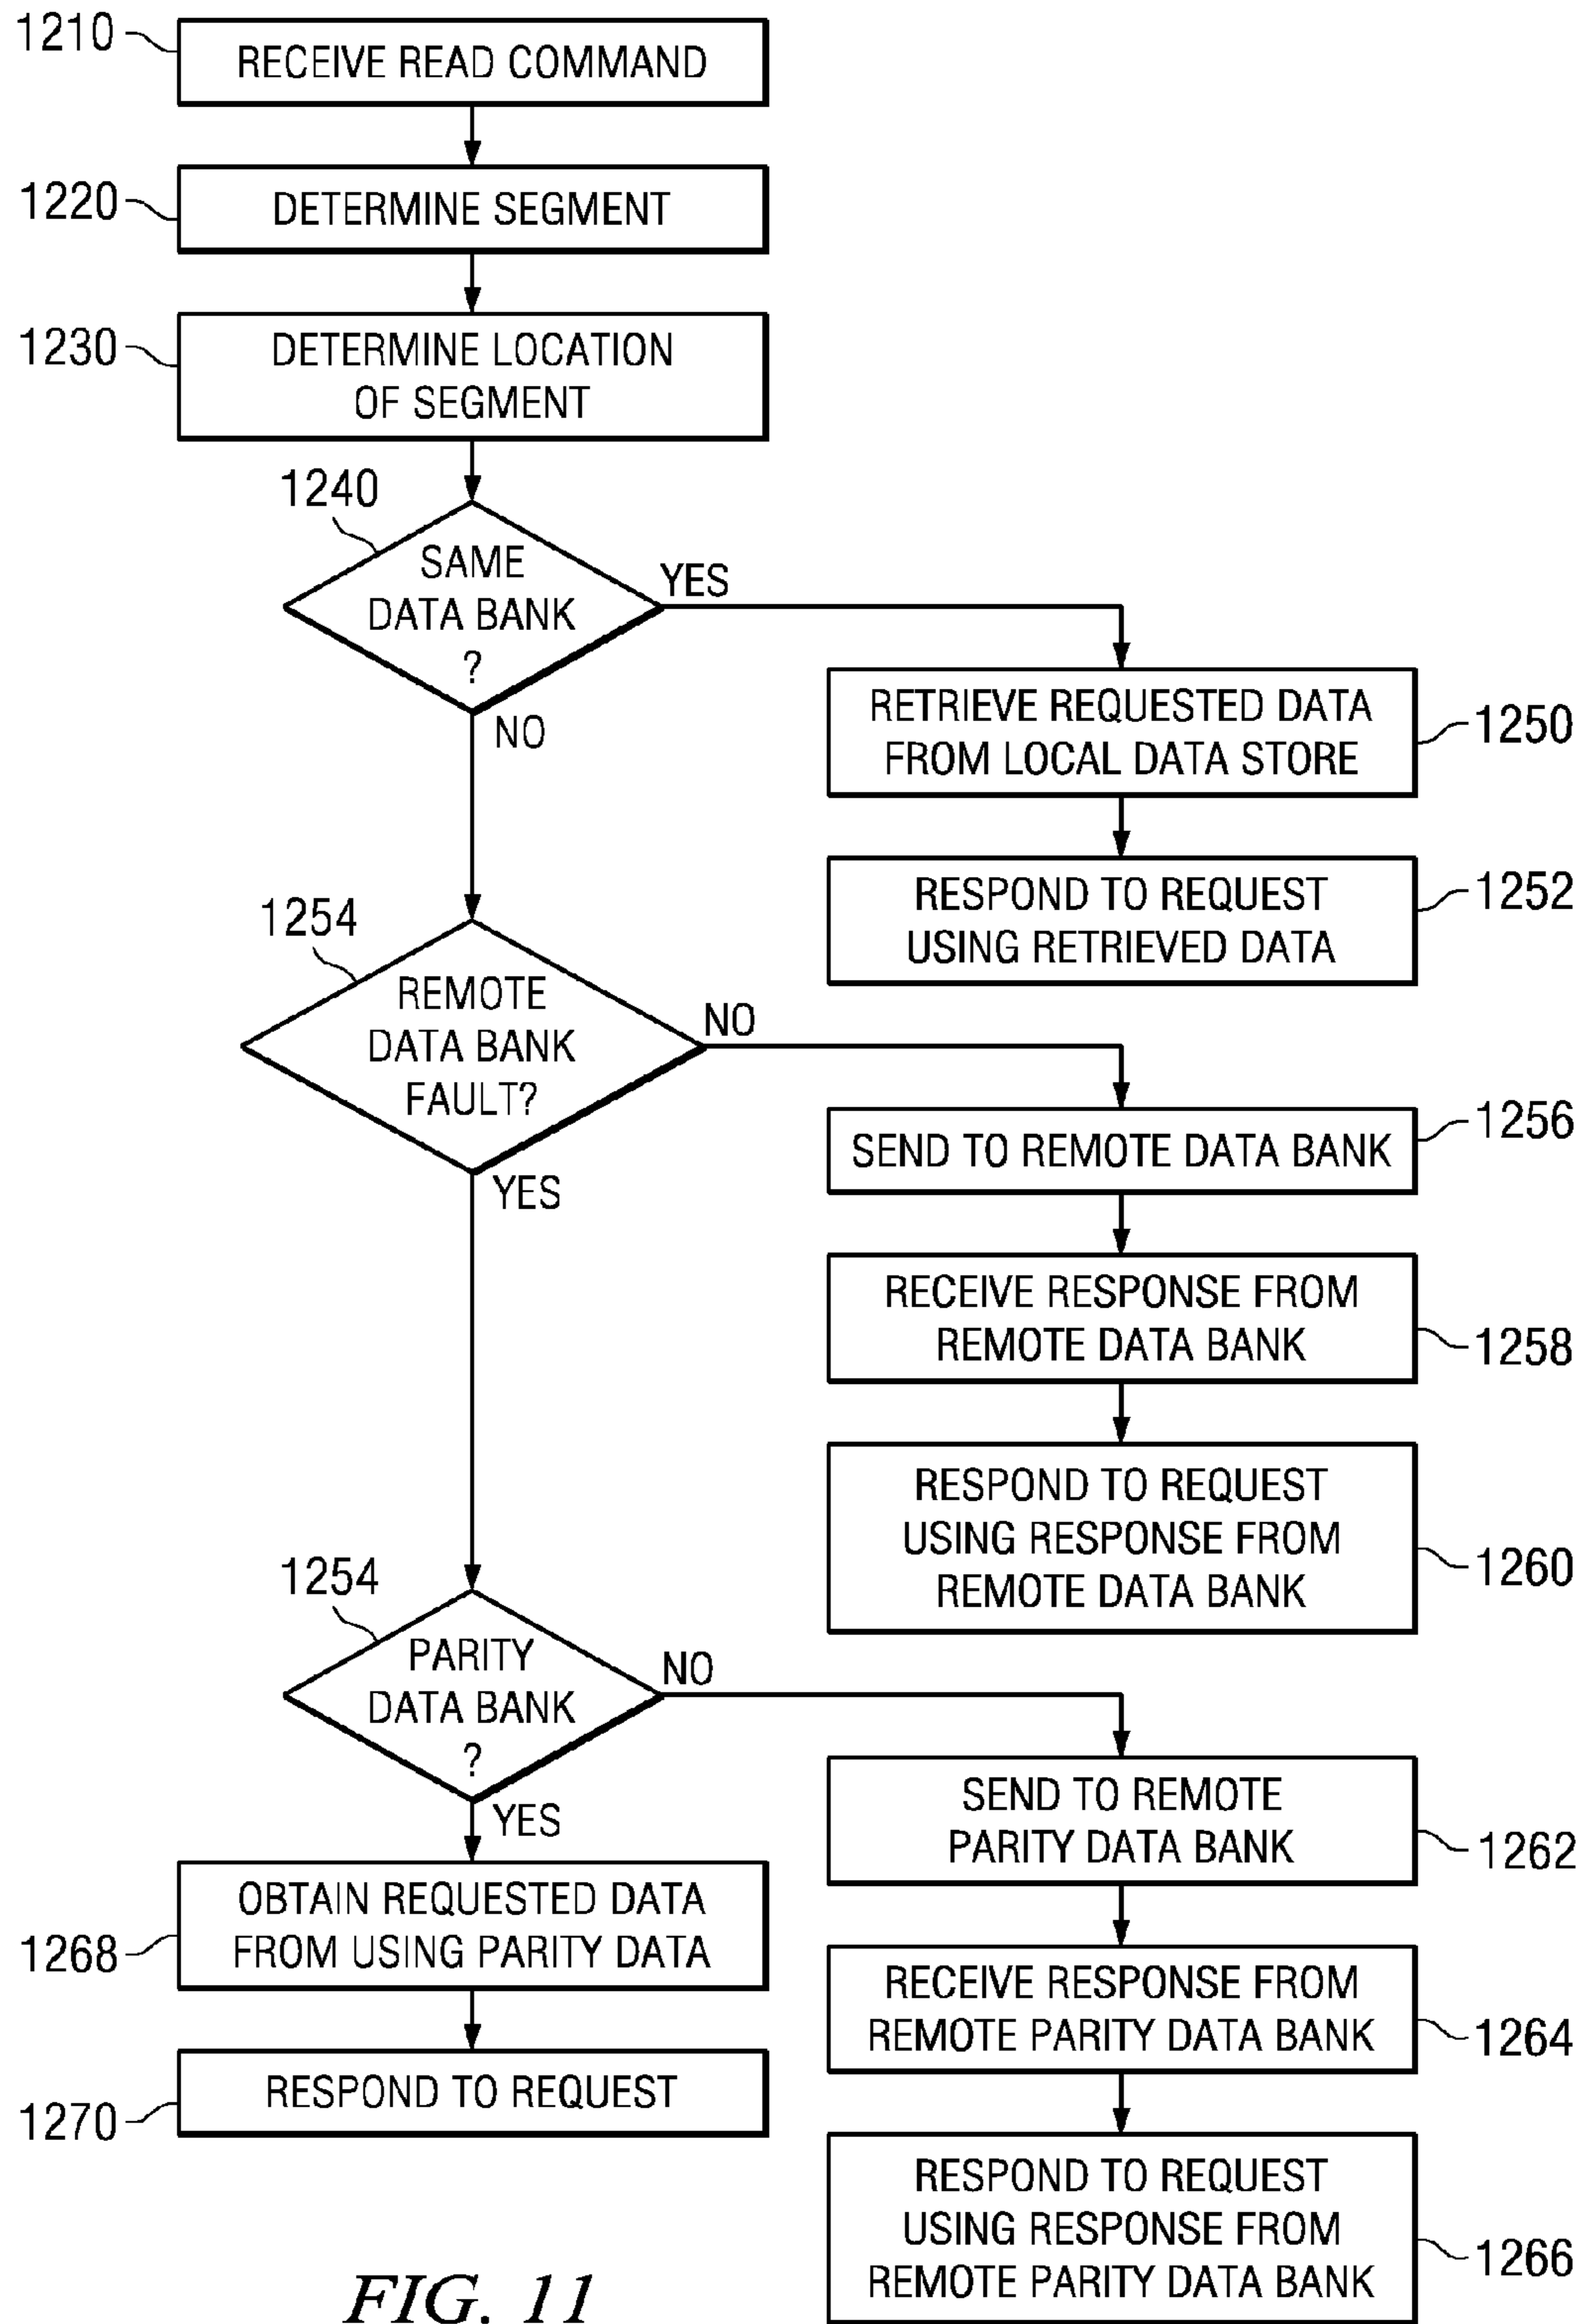 1210
RECEIVE READ COMMAND
1220
DETERMINE SEGMENT
1230
DETERMINE LOCATION
OF SEGMENT
1240
SAME
DATA BANK
?
YES
NO
RETRIEVE REQUESTED DATA
FROM LOCAL DATA STORE
1250
RESPOND TO REQUEST
USING RETRIEVED DATA
1252
1254
REMOTE
DATA BANK
FAULT?
NO
YES
SEND TO REMOTE DATA BANK
1256
RECEIVE RESPONSE FROM
REMOTE DATA BANK
1258
RESPOND TO REQUEST
USING RESPONSE FROM
REMOTE DATA BANK
1260
1254
PARITY
DATA BANK
?
NO
YES
SEND TO REMOTE
PARITY DATA BANK
1262
RECEIVE RESPONSE FROM
REMOTE PARITY DATA BANK
1264
RESPOND TO REQUEST
USING RESPONSE FROM
REMOTE PARITY DATA BANK
1266
OBTAIN REQUESTED DATA
FROM USING PARITY DATA
1268
RESPOND TO REQUEST
1270
FIG. 11